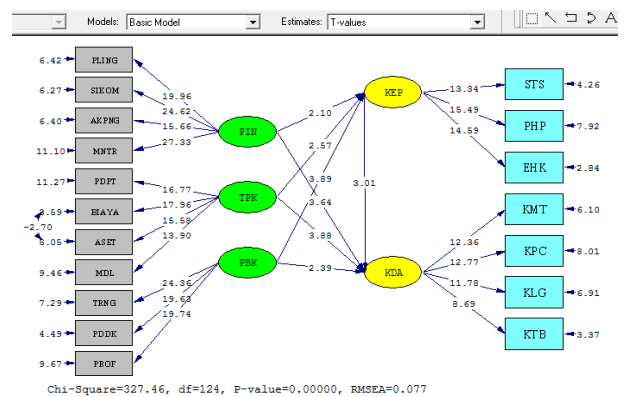 Models: Basic Model Estimates: T-values A
6.42 PLING
6.27 SIKOM
6.40 AKPNG
11.10 MNTR
11.27 PDPT
3.59 BIAYA
-2.70
8.05 ASET
9.46 MDL
7.29 TRNG
4.49 PDDK
9.67 PROF
19.96
24.62
15.66
27.33
16.77
17.96
15.58
13.90
24.36
19.63
19.74
PIN
TPK
PBK
2.10
2.57
3.89
3.01
3.64
3.88
2.39
KEP
KDA
13.34
15.49
14.59
12.36
12.77
11.78
8.69
STS 4.26
PHP 7.92
EHK 2.84
KMT 6.10
KPC 8.01
KLG 6.91
KTB 3.37
Chi-Square=327.46, df=124, P-value=0.00000, RMSEA=0.077